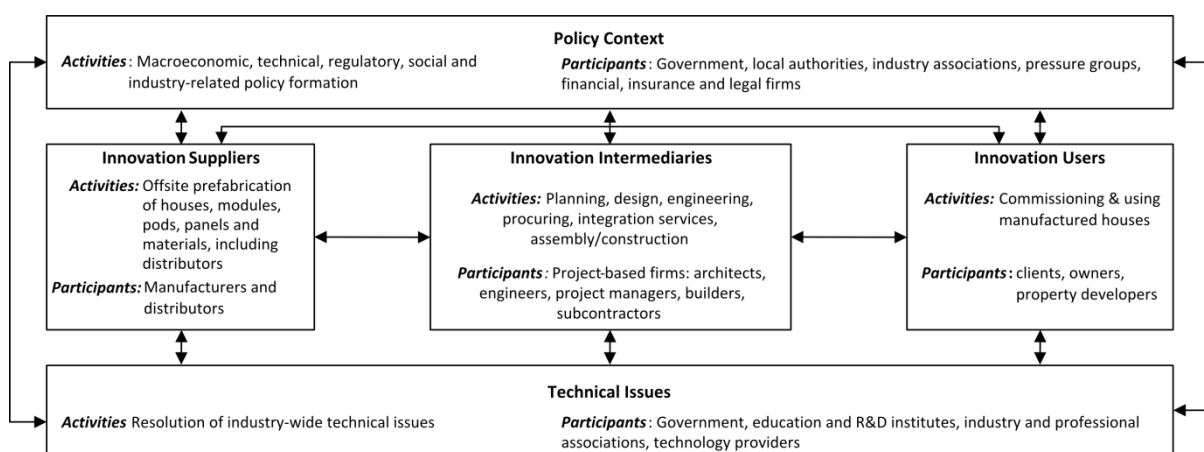 Policy Context
Activities: Macroeconomic, technical, regulatory, social and
industry-related policy formation
Participants: Government, local authorities, industry associations, pressure groups,
financial, insurance and legal firms
Innovation Suppliers
Activities: Offsite prefabrication
of houses, modules,
pods, panels and
materials, including
distributors
Participants: Manufacturers and
distributors
Innovation Intermediaries
Activities: Planning, design, engineering,
procuring, integration services,
assembly/construction
Participants: Project-based firms: architects,
engineers, project managers, builders,
subcontractors
Innovation Users
Activities: Commissioning & using
manufactured houses
Participants: clients, owners,
property developers
Technical Issues
Activities Resolution of industry-wide technical issues
Participants: Government, education and R&D institutes, industry and professional
associations, technology providers